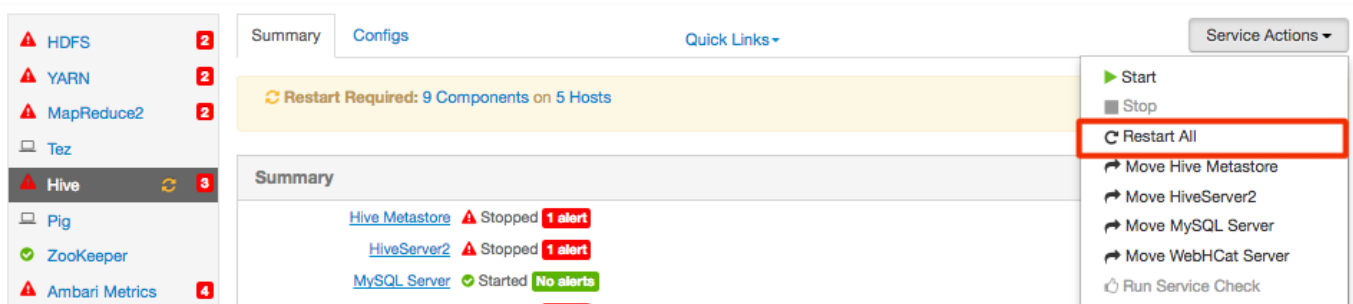 HDFS 2
YARN 2
MapReduce2 2
Tez
Hive 3
Pig
ZooKeeper
Ambari Metrics 4
Summary Configs Quick Links Service Actions
Restart Required: 9 Components on 5 Hosts
Summary
Hive Metastore Stopped 1 alert
HiveServer2 Stopped 1 alert
MySQL Server Started No alerts
Start
Stop
Restart All
Move Hive Metastore
Move HiveServer2
Move MySQL Server
Move WebHCat Server
Run Service Check